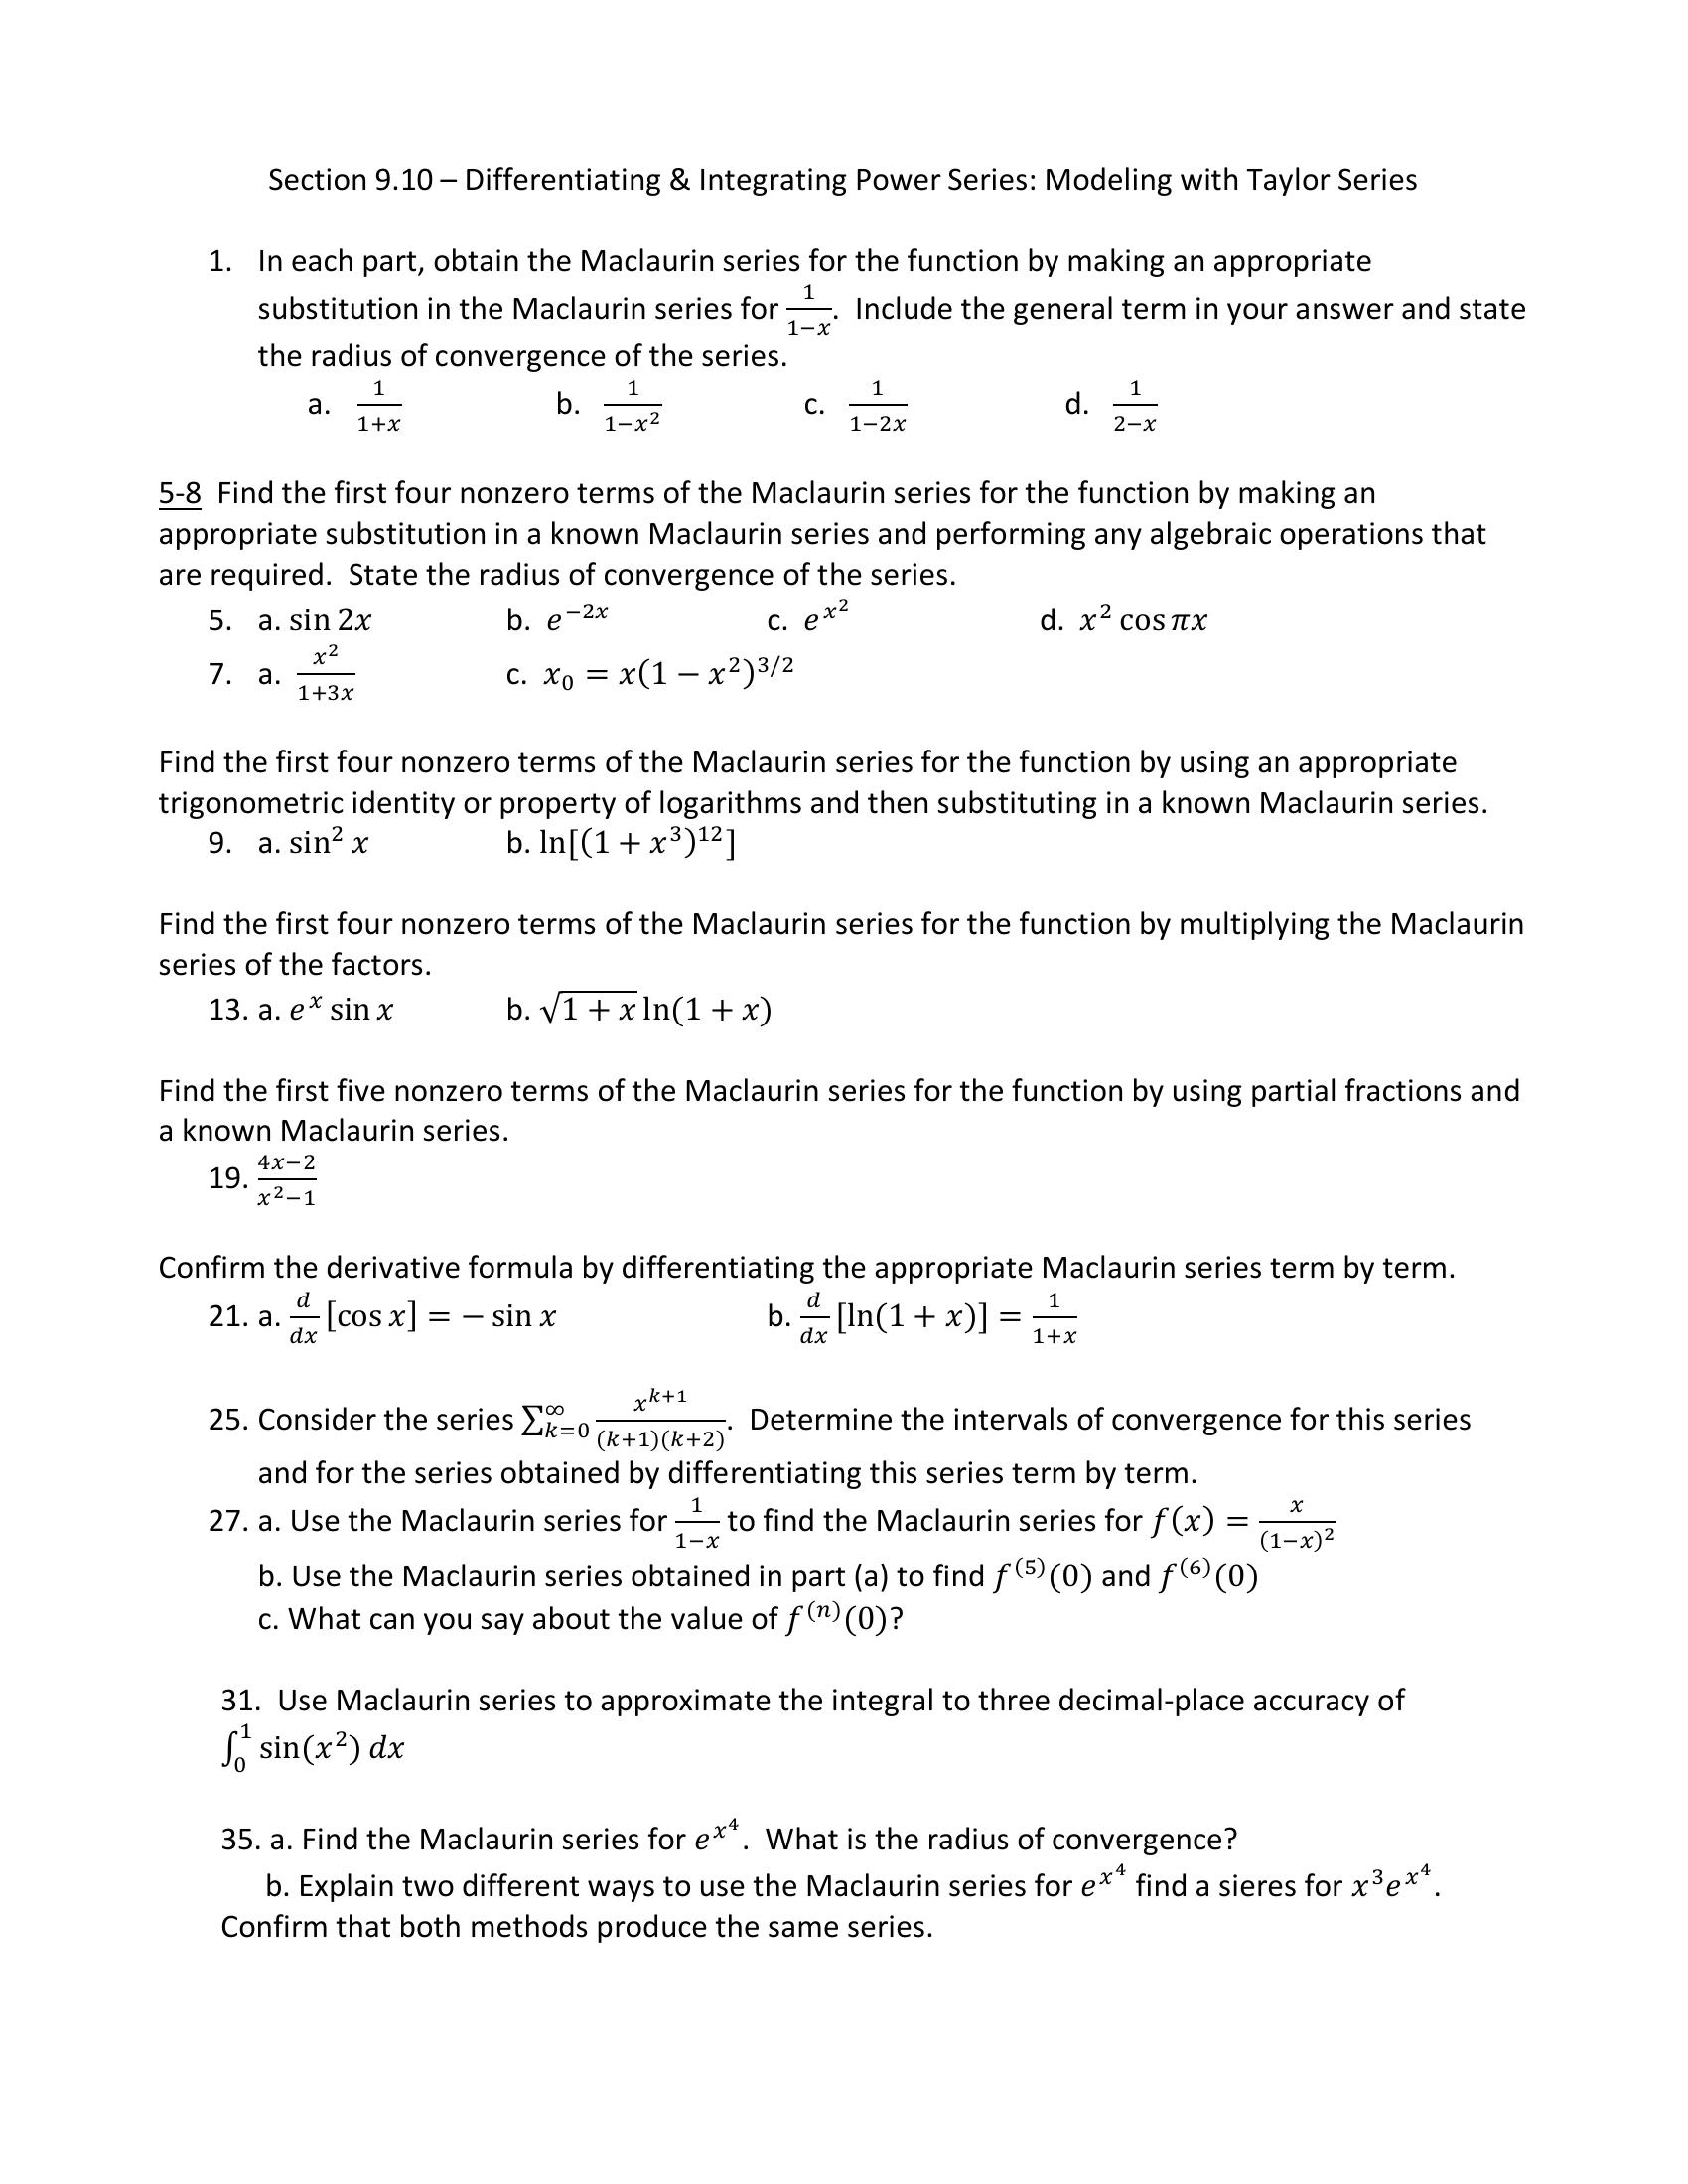 Section 9.10 – Differentiating & Integrating Power Series: Modeling with Taylor Series
1. In each part, obtain the Maclaurin series for the function by making an appropriate
substitution in the Maclaurin series for $\frac{1}{1-x}$. Include the general term in your answer and state
the radius of convergence of the series.
a. $\frac{1}{1+x}$ b. $\frac{1}{1-x^2}$ c. $\frac{1}{1-2x}$ d. $\frac{1}{2-x}$
5-8 Find the first four nonzero terms of the Maclaurin series for the function by making an
appropriate substitution in a known Maclaurin series and performing any algebraic operations that
are required. State the radius of convergence of the series.
5. a. $\sin 2x$ b. $e^{-2x}$ c. $e^{x^2}$ d. $x^2 \cos \pi x$
7. a. $\frac{x^2}{1+3x}$ c. $x_0 = x(1-x^2)^{3/2}$
Find the first four nonzero terms of the Maclaurin series for the function by using an appropriate
trigonometric identity or property of logarithms and then substituting in a known Maclaurin series.
9. a. $\sin^2 x$ b. $\ln[(1+x^3)^{12}]$
Find the first four nonzero terms of the Maclaurin series for the function by multiplying the Maclaurin
series of the factors.
13. a. $e^x \sin x$ b. $\sqrt{1+x} \ln(1+x)$
Find the first five nonzero terms of the Maclaurin series for the function by using partial fractions and
a known Maclaurin series.
19. $\frac{4x-2}{x^2-1}$
Confirm the derivative formula by differentiating the appropriate Maclaurin series term by term.
21. a. $\frac{d}{dx}[\cos x] = -\sin x$ b. $\frac{d}{dx}[\ln(1+x)] = \frac{1}{1+x}$
25. Consider the series $\sum_{k=0}^{\infty} \frac{x^{k+1}}{(k+1)(k+2)}$. Determine the intervals of convergence for this series
and for the series obtained by differentiating this series term by term.
27. a. Use the Maclaurin series for $\frac{1}{1-x}$ to find the Maclaurin series for $f(x) = \frac{x}{(1-x)^2}$
b. Use the Maclaurin series obtained in part (a) to find $f^{(5)}(0)$ and $f^{(6)}(0)$
c. What can you say about the value of $f^{(n)}(0)$?
31. Use Maclaurin series to approximate the integral to three decimal-place accuracy of
$\int_0^1 \sin(x^2)\,dx$
35. a. Find the Maclaurin series for $e^{x^4}$. What is the radius of convergence?
b. Explain two different ways to use the Maclaurin series for $e^{x^4}$ find a sieres for $x^3 e^{x^4}$.
Confirm that both methods produce the same series.